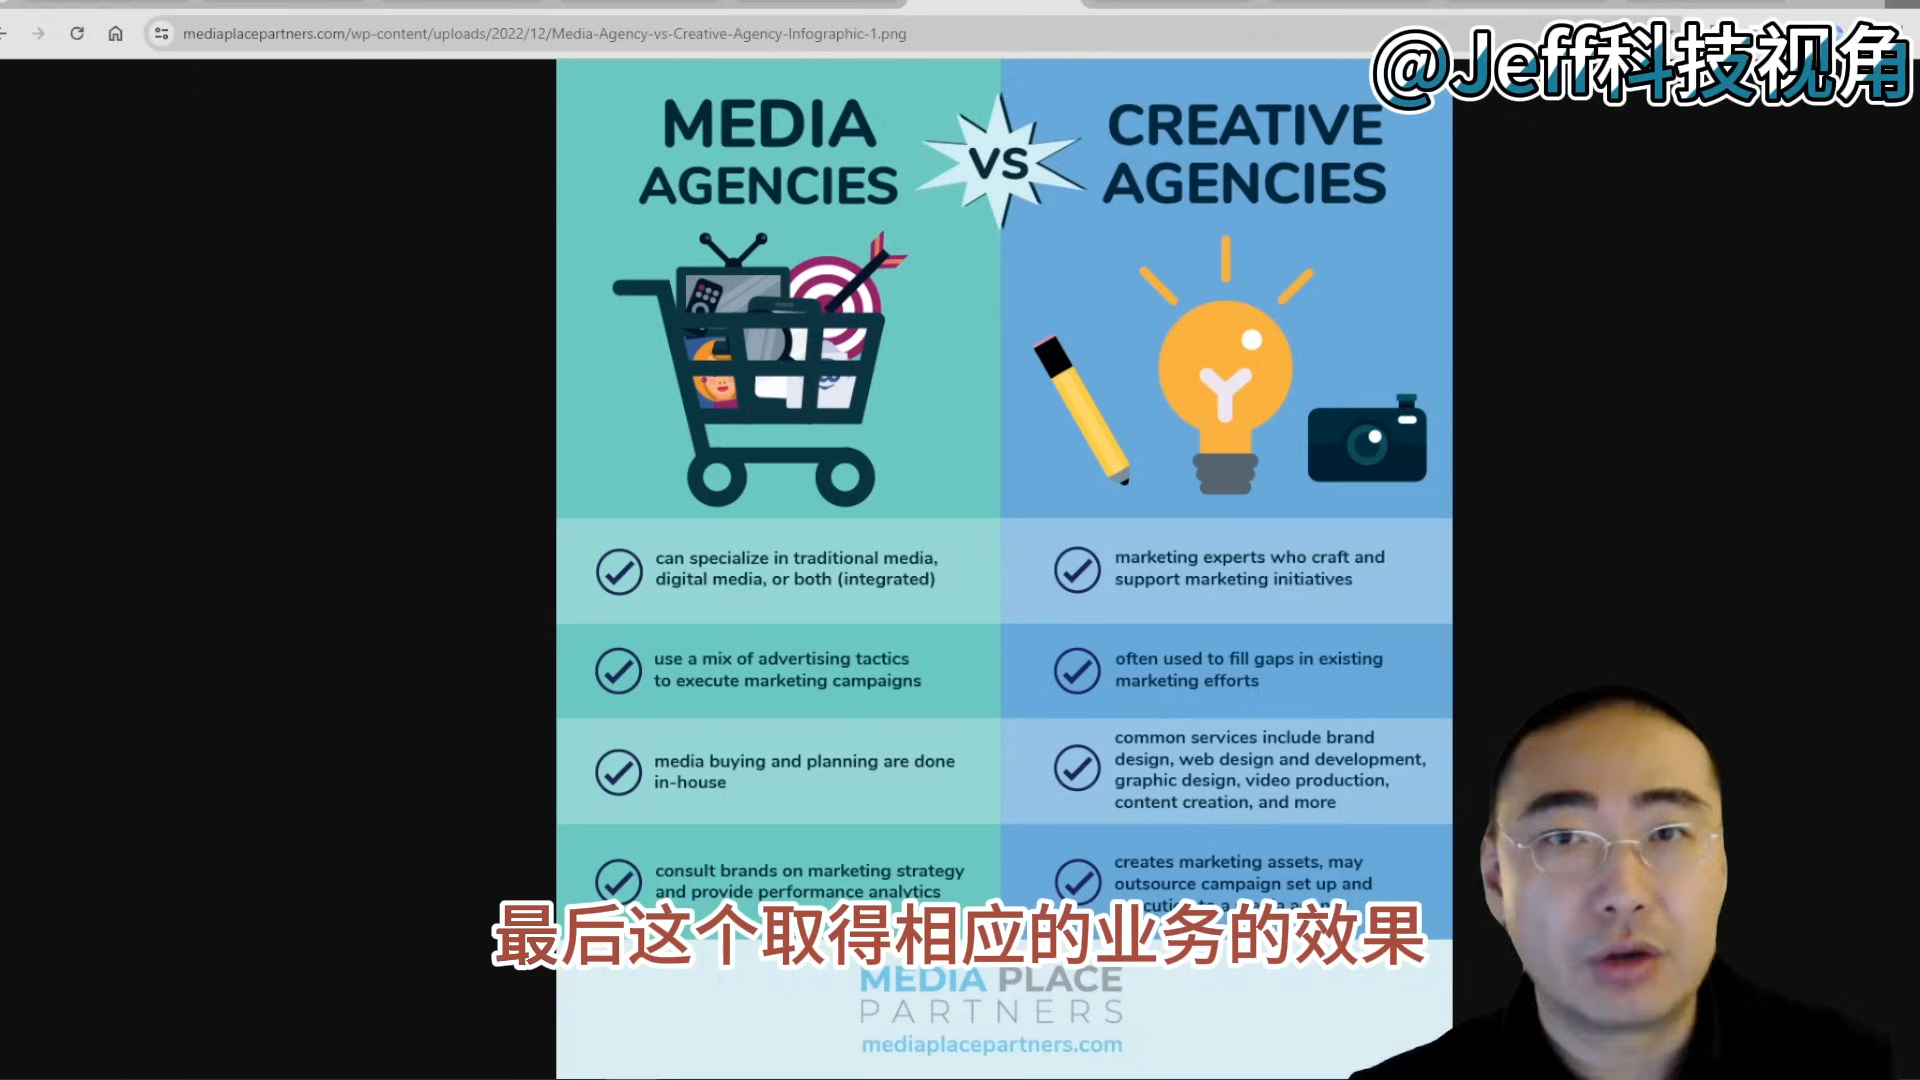 mediaplacepartners.com/wp-content/uploads/2022/12/Media-Agency-vs-Creative-Agency-Infographic-1.png
@Jeff科技视角
MEDIA
AGENCIES
VS
CREATIVE
AGENCIES
can specialize in traditional media,
digital media, or both (integrated)
marketing experts who craft and
support marketing initiatives
use a mix of advertising tactics
to execute marketing campaigns
often used to fill gaps in existing
marketing efforts
media buying and planning are done
in-house
common services include brand
design, web design and development,
graphic design, video production,
content creation, and more
consult brands on marketing strategy
and provide performance analytics
creates marketing assets, may
outsource campaign set up and
最后这个取得相应的业务的效果
MEDIA PLACE
PARTNERS
mediaplacepartners.com